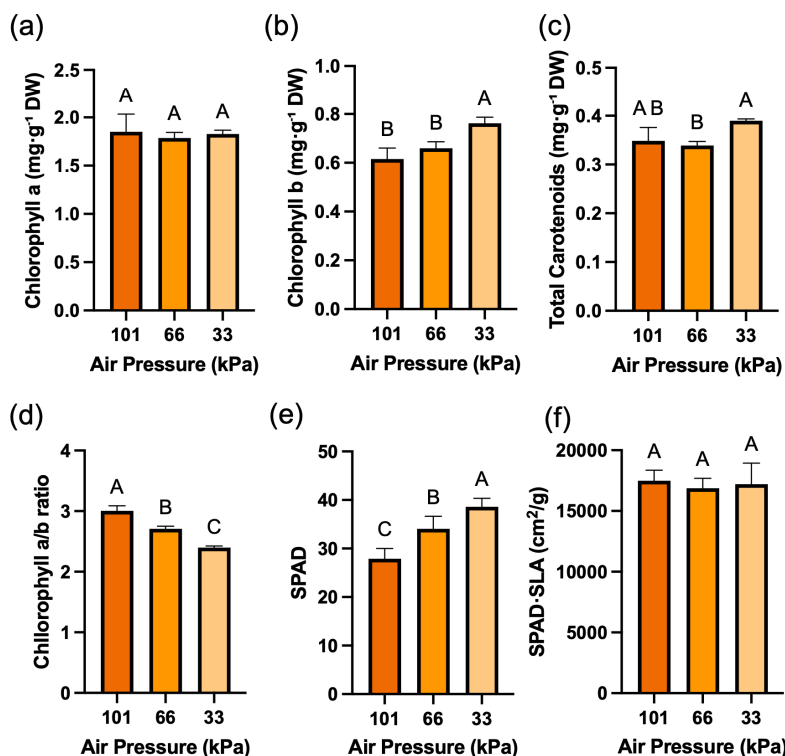 (a)
Chlorophyll a (mg·g⁻¹ DW)
2.5
2.0
1.5
1.0
0.5
0.0
A
A
A
101 66 33
Air Pressure (kPa)
(b)
Chlorophyll b (mg·g⁻¹ DW)
1.0
0.8
0.6
0.4
0.2
0.0
B
B
A
101 66 33
Air Pressure (kPa)
(c)
Total Carotenoids (mg·g⁻¹ DW)
0.5
0.4
0.3
0.2
0.1
0.0
A B
B
A
101 66 33
Air Pressure (kPa)
(d)
Chllorophyll a/b ratio
4
3
2
1
0
A
B
C
101 66 33
Air Pressure (kPa)
(e)
SPAD
50
40
30
20
10
0
C
B
A
101 66 33
Air Pressure (kPa)
(f)
SPAD·SLA (cm²/g)
20000
15000
10000
5000
0
A
A
A
101 66 33
Air Pressure (kPa)